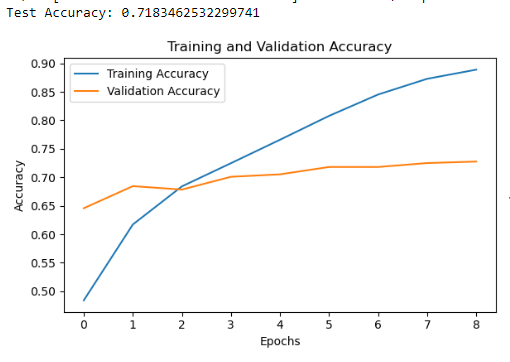 Test Accuracy: 0.7183462532299741
Training and Validation Accuracy
Training Accuracy
Validation Accuracy
0.90
0.85
0.80
0.75
0.70
0.65
0.60
0.55
0.50
Accuracy
0 1 2 3 4 5 6 7 8
Epochs